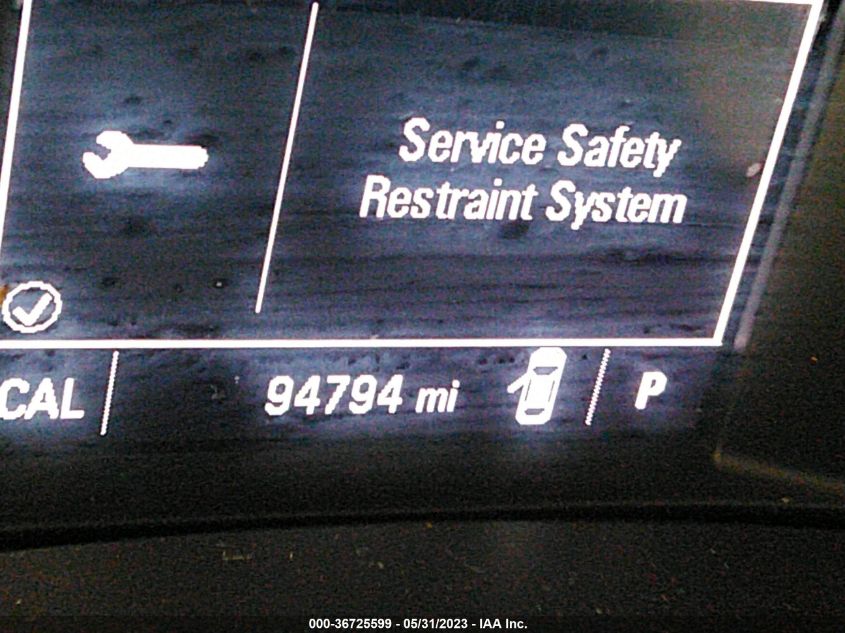 Service Safety
Restraint System
CAL
94794 mi
P
000-36725599 - 05/31/2023 - IAA Inc.